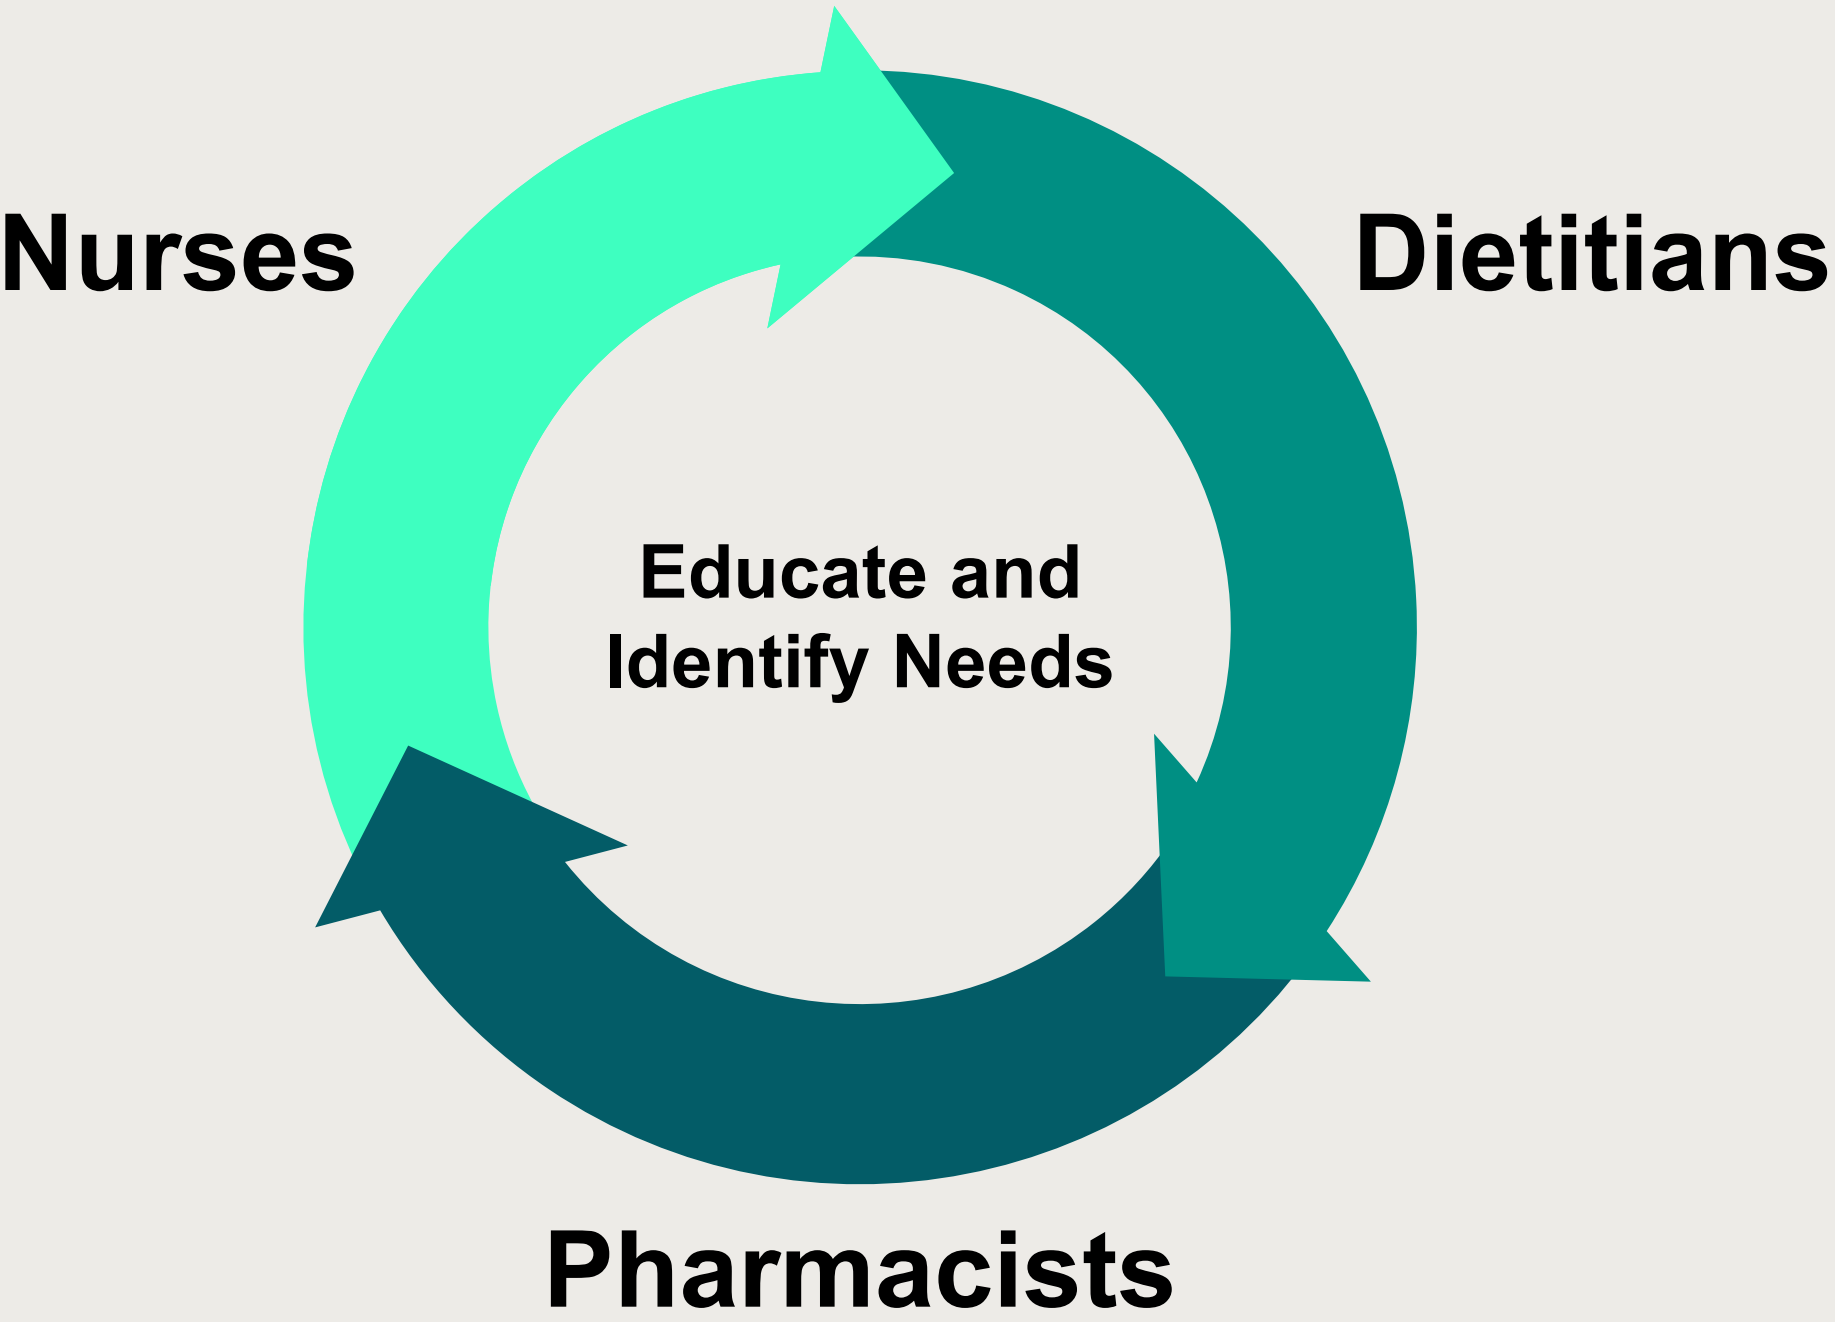 Nurses
Dietitians
Educate and
Identify Needs
Pharmacists